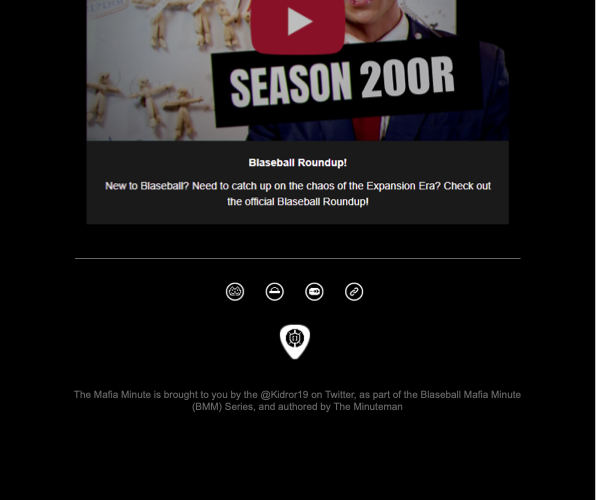 SEASON 200R
Blaseball Roundup!
New to Blaseball? Need to catch up on the chaos of the Expansion Era? Check out
the official Blaseball Roundup!
The Mafia Minute is brought to you by the @Kidror19 on Twitter, as part of the Blaseball Mafia Minute
(BMM) Series, and authored by The Minuteman